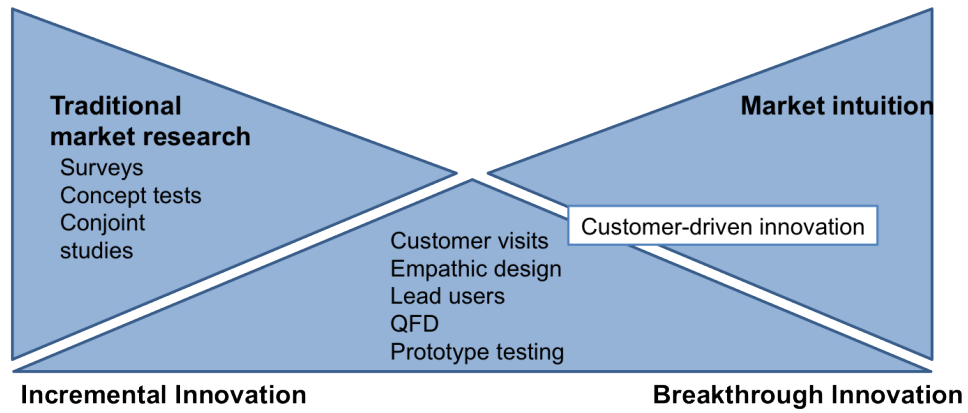 Traditional
market research
Surveys
Concept tests
Conjoint
studies
Market intuition
Customer-driven innovation
Customer visits
Empathic design
Lead users
QFD
Prototype testing
Incremental Innovation
Breakthrough Innovation